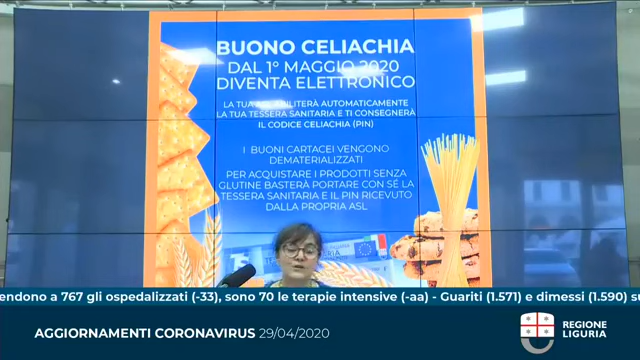 BUONO CELIACHIA
DAL 1° MAGGIO 2020
DIVENTA ELETTRONICO
LA TUA ABILITERÀ AUTOMATICAMENTE
LA TUA TESSERA SANITARIA E TI CONSEGNERÀ
IL CODICE CELIACHIA (PIN)
I BUONI CARTACEI VENGONO
DEMATERIALIZZATI
PER ACQUISTARE I PRODOTTI SENZA
GLUTINE BASTERÀ PORTARE CON SÉ LA
TESSERA SANITARIA E IL PIN RICEVUTO
DALLA PROPRIA ASL
endono a 767 gli ospedalizzati (-33), sono 70 le terapie intensive (-aa) - Guariti (1.571) e dimessi (1.590) su
AGGIORNAMENTI CORONAVIRUS 29/04/2020
REGIONE
LIGURIA